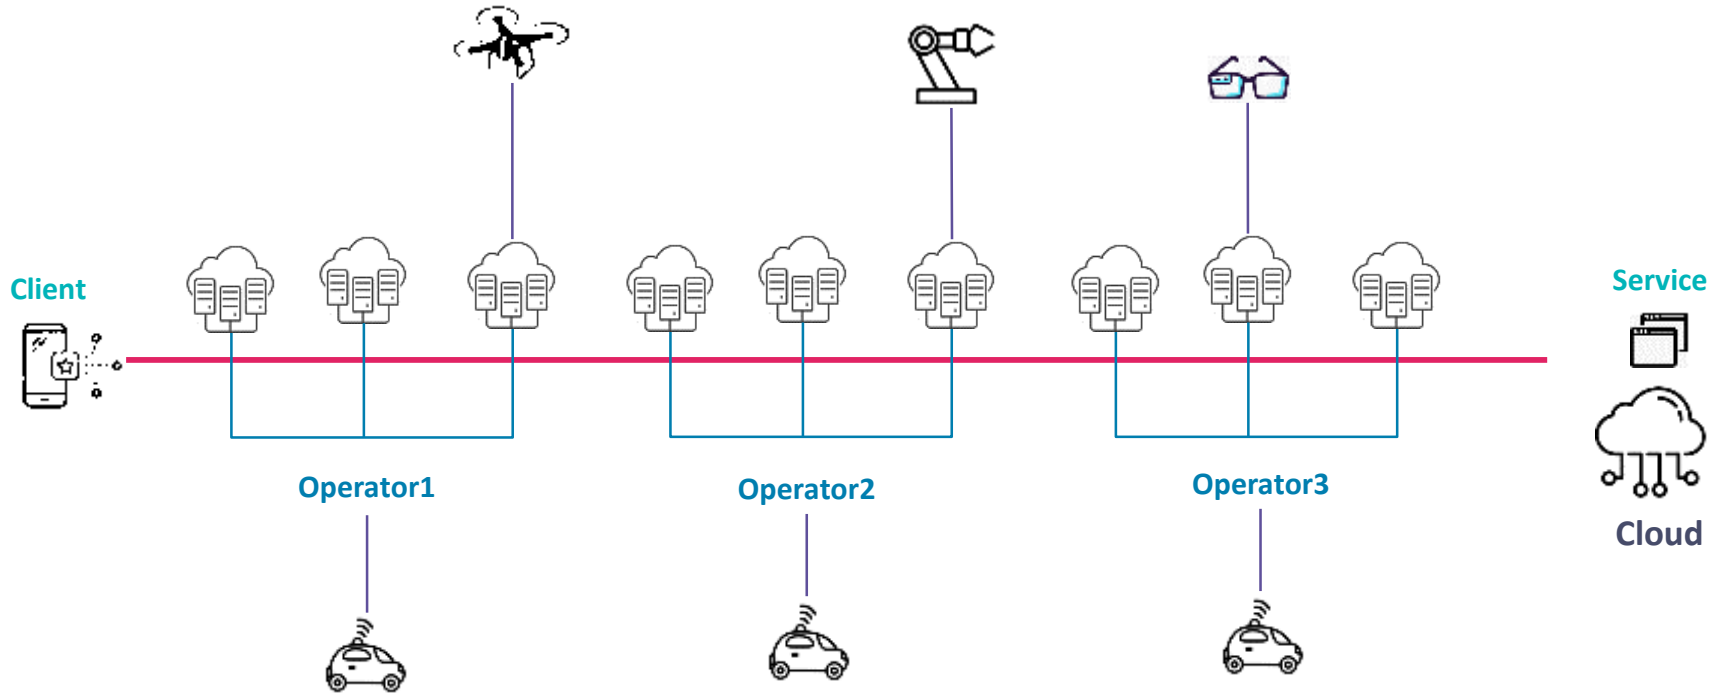 Client
Service
Operator1
Operator2
Operator3
Cloud